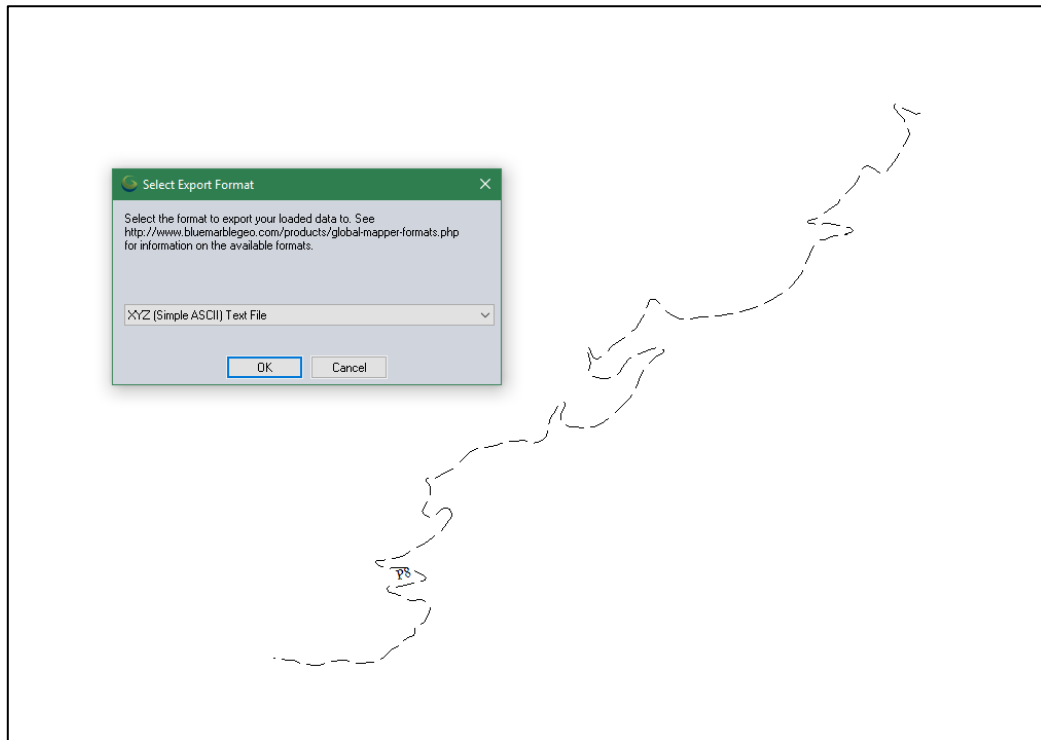 Select Export Format
Select the format to export your loaded data to. See
http://www.bluemarblegeo.com/products/global-mapper-formats.php
for information on the available formats.
XYZ (Simple ASCII) Text File
OK
Cancel
P8